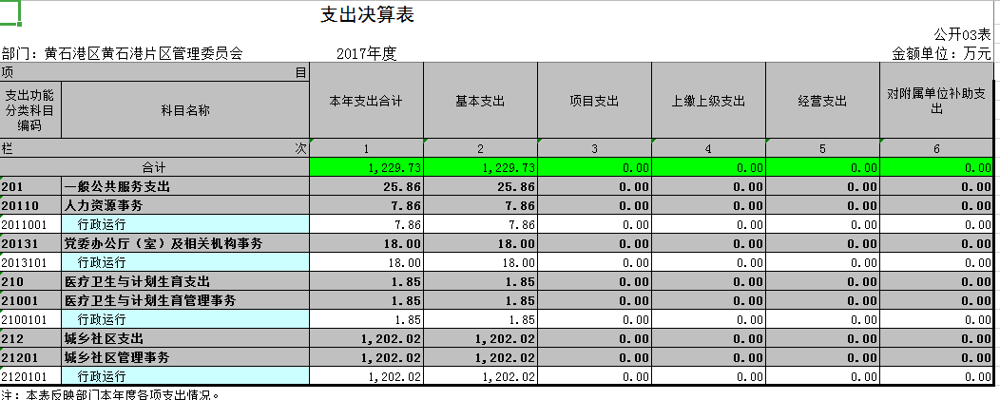 支出决算表
公开03表
部门：黄石港区黄石港片区管理委员会 2017年度 金额单位：万元
项 目 本年支出合计 基本支出 项目支出 上缴上级支出 经营支出 对附属单位补助支出
支出功能分类科目编码 科目名称
栏 次 1 2 3 4 5 6
合计 1,229.73 1,229.73 0.00 0.00 0.00 0.00
201 一般公共服务支出 25.86 25.86 0.00 0.00 0.00 0.00
20110 人力资源事务 7.86 7.86 0.00 0.00 0.00 0.00
2011001 行政运行 7.86 7.86 0.00 0.00 0.00 0.00
20131 党委办公厅（室）及相关机构事务 18.00 18.00 0.00 0.00 0.00 0.00
2013101 行政运行 18.00 18.00 0.00 0.00 0.00 0.00
210 医疗卫生与计划生育支出 1.85 1.85 0.00 0.00 0.00 0.00
21001 医疗卫生与计划生育管理事务 1.85 1.85 0.00 0.00 0.00 0.00
2100101 行政运行 1.85 1.85 0.00 0.00 0.00 0.00
212 城乡社区支出 1,202.02 1,202.02 0.00 0.00 0.00 0.00
21201 城乡社区管理事务 1,202.02 1,202.02 0.00 0.00 0.00 0.00
2120101 行政运行 1,202.02 1,202.02 0.00 0.00 0.00 0.00
注：本表反映部门本年度各项支出情况。